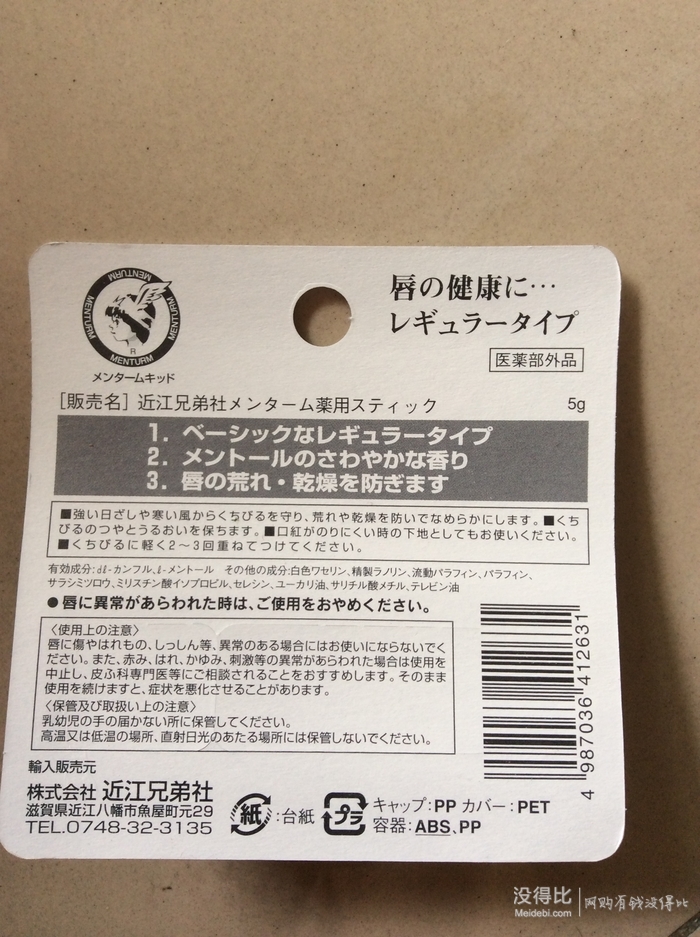 MENTURM
MENTURM
MENTURM
MENTURM
R
メンタームキッド
唇の健康に…
レギュラータイプ
医薬部外品
[販売名] 近江兄弟社メンターム薬用スティック
5g
1. ベーシックなレギュラータイプ
2. メントールのさわやかな香り
3. 唇の荒れ・乾燥を防ぎます
■強い日ざしや寒い風からくちびるを守り、荒れや乾燥を防いでなめらかにします。■くち
びるのつやとうるおいを保ちます。■口紅がのりにくい時の下地としてもお使いください。
■くちびるに軽く2～3回重ねてつけてください。
有効成分:dl-カンフル,l-メントール その他の成分:白色ワセリン,精製ラノリン,流動パラフィン,パラフィン,
サラシミツロウ,ミリスチン酸イソプロピル,セレシン,ユーカリ油,サリチル酸メチル,テレビン油
●唇に異常があらわれた時は、ご使用をおやめください。
〈使用上の注意〉
唇に傷やはれもの、しっしん等、異常のある場合にはお使いにならないでく
ださい。また、赤み、はれ、かゆみ、刺激等の異常があらわれた場合は使用を
中止し、皮ふ科専門医等にご相談されることをおすすめします。そのまま
使用を続けますと、症状を悪化させることがあります。
〈保管及び取扱い上の注意〉
乳幼児の手の届かない所に保管してください。
高温又は低温の場所、直射日光のあたる場所には保管しないでください。
4 987036 412631
輸入販売元
株式会社 近江兄弟社
滋賀県近江八幡市魚屋町元29
TEL.0748-32-3135
紙 :台紙
プラ
キャップ:PP カバー:PET
容器:ABS、PP
没得比
Meidebi.com
网购有钱没得比